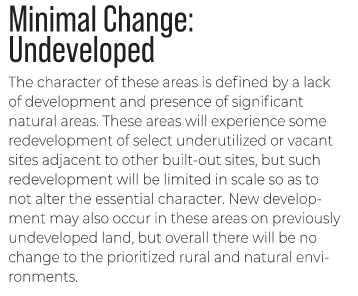 Minimal Change:
Undeveloped
The character of these areas is defined by a lack
of development and presence of significant
natural areas. These areas will experience some
redevelopment of select underutilized or vacant
sites adjacent to other built-out sites, but such
redevelopment will be limited in scale so as to
not alter the essential character. New develop-
ment may also occur in these areas on previously
undeveloped land, but overall there will be no
change to the prioritized rural and natural envi-
ronments.